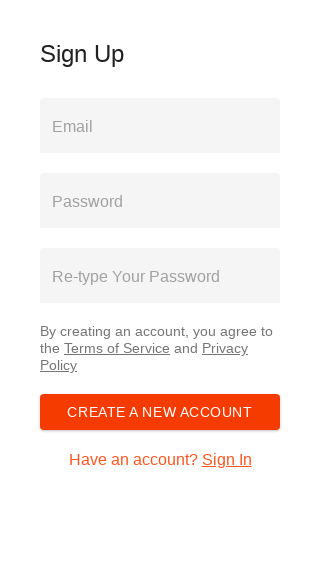 Sign Up
Email
Password
Re-type Your Password
By creating an account, you agree to
the Terms of Service and Privacy
Policy
CREATE A NEW ACCOUNT
Have an account? Sign In